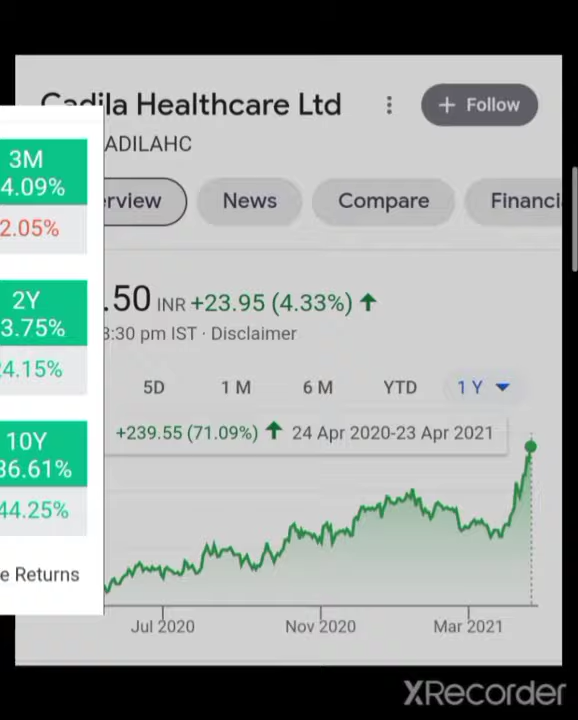 Cadila Healthcare Ltd
+ Follow
ADILAHC
rview
News
Compare
Financi
3M
4.09%
2.05%
2Y
3.75%
4.15%
10Y
36.61%
44.25%
e Returns
.50 INR +23.95 (4.33%)
3:30 pm IST · Disclaimer
5D
1 M
6 M
YTD
1 Y
+239.55 (71.09%) 24 Apr 2020-23 Apr 2021
Jul 2020
Nov 2020
Mar 2021
XRecorder